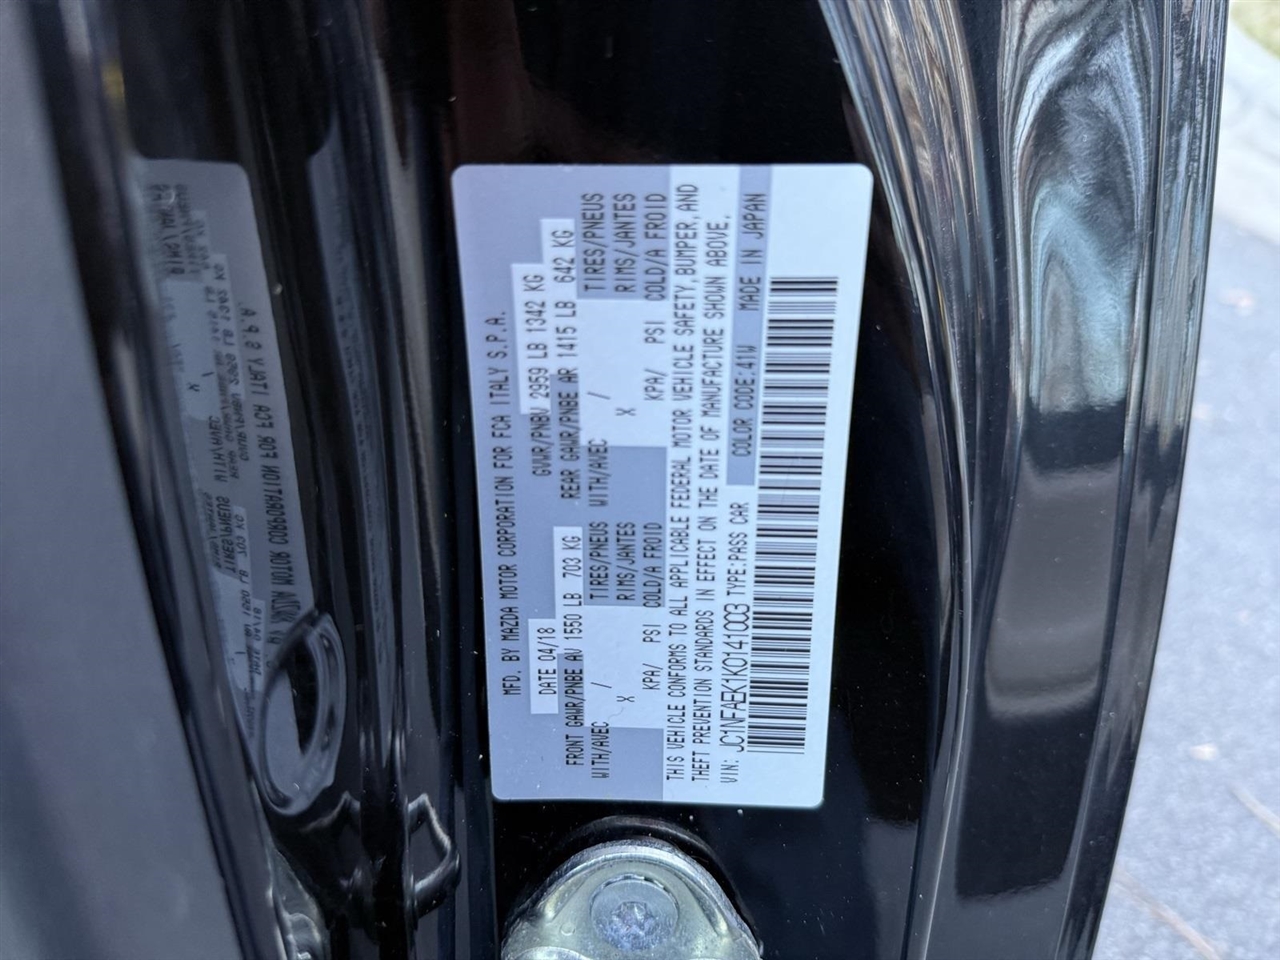 MFD. BY MAZDA MOTOR CORPORATION FOR FCA ITALY S.P.A.
DATE 04/18 GVWR/PNBV 2959 LB 1342 KG
FRONT GAWR/PNBE AV 1550 LB 703 KG REAR GAWR/PNBE AR 1415 LB 642 KG
WITH/AVEC / TIRES/PNEUS WITH/AVEC / TIRES/PNEUS
X RIMS/JANTES X RIMS/JANTES
KPA/ PSI COLD/A FROID KPA/ PSI COLD/A FROID
THIS VEHICLE CONFORMS TO ALL APPLICABLE FEDERAL MOTOR VEHICLE SAFETY, BUMPER, AND
THEFT PREVENTION STANDARDS IN EFFECT ON THE DATE OF MANUFACTURE SHOWN ABOVE.
VIN: JC1NFAEK1K0141003 TYPE:PASS CAR COLOR CODE:41W MADE IN JAPAN